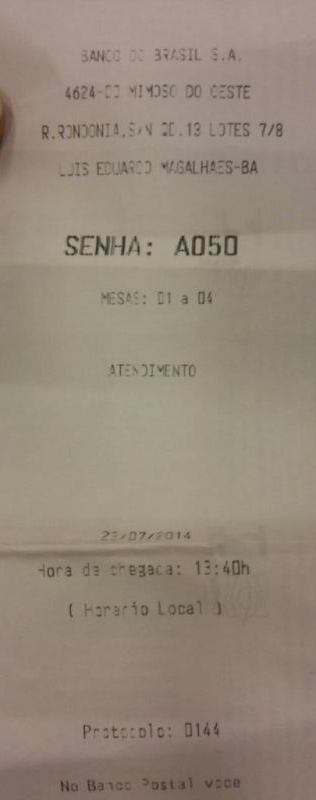 BANCO DO BRASIL S.A.
4624-DO MIMOSO DO OESTE
R.RONDONIA,S/N QD.13 LOTES 7/8
LUIS EDUARDO MAGALHAES-BA
SENHA: A050
MESAS: 01 a 04
ATENDIMENTO
23/07/2014
Hora de chegada: 13:40h
( Horario Local )
Protocolo: 0144
No Banco Postal voce